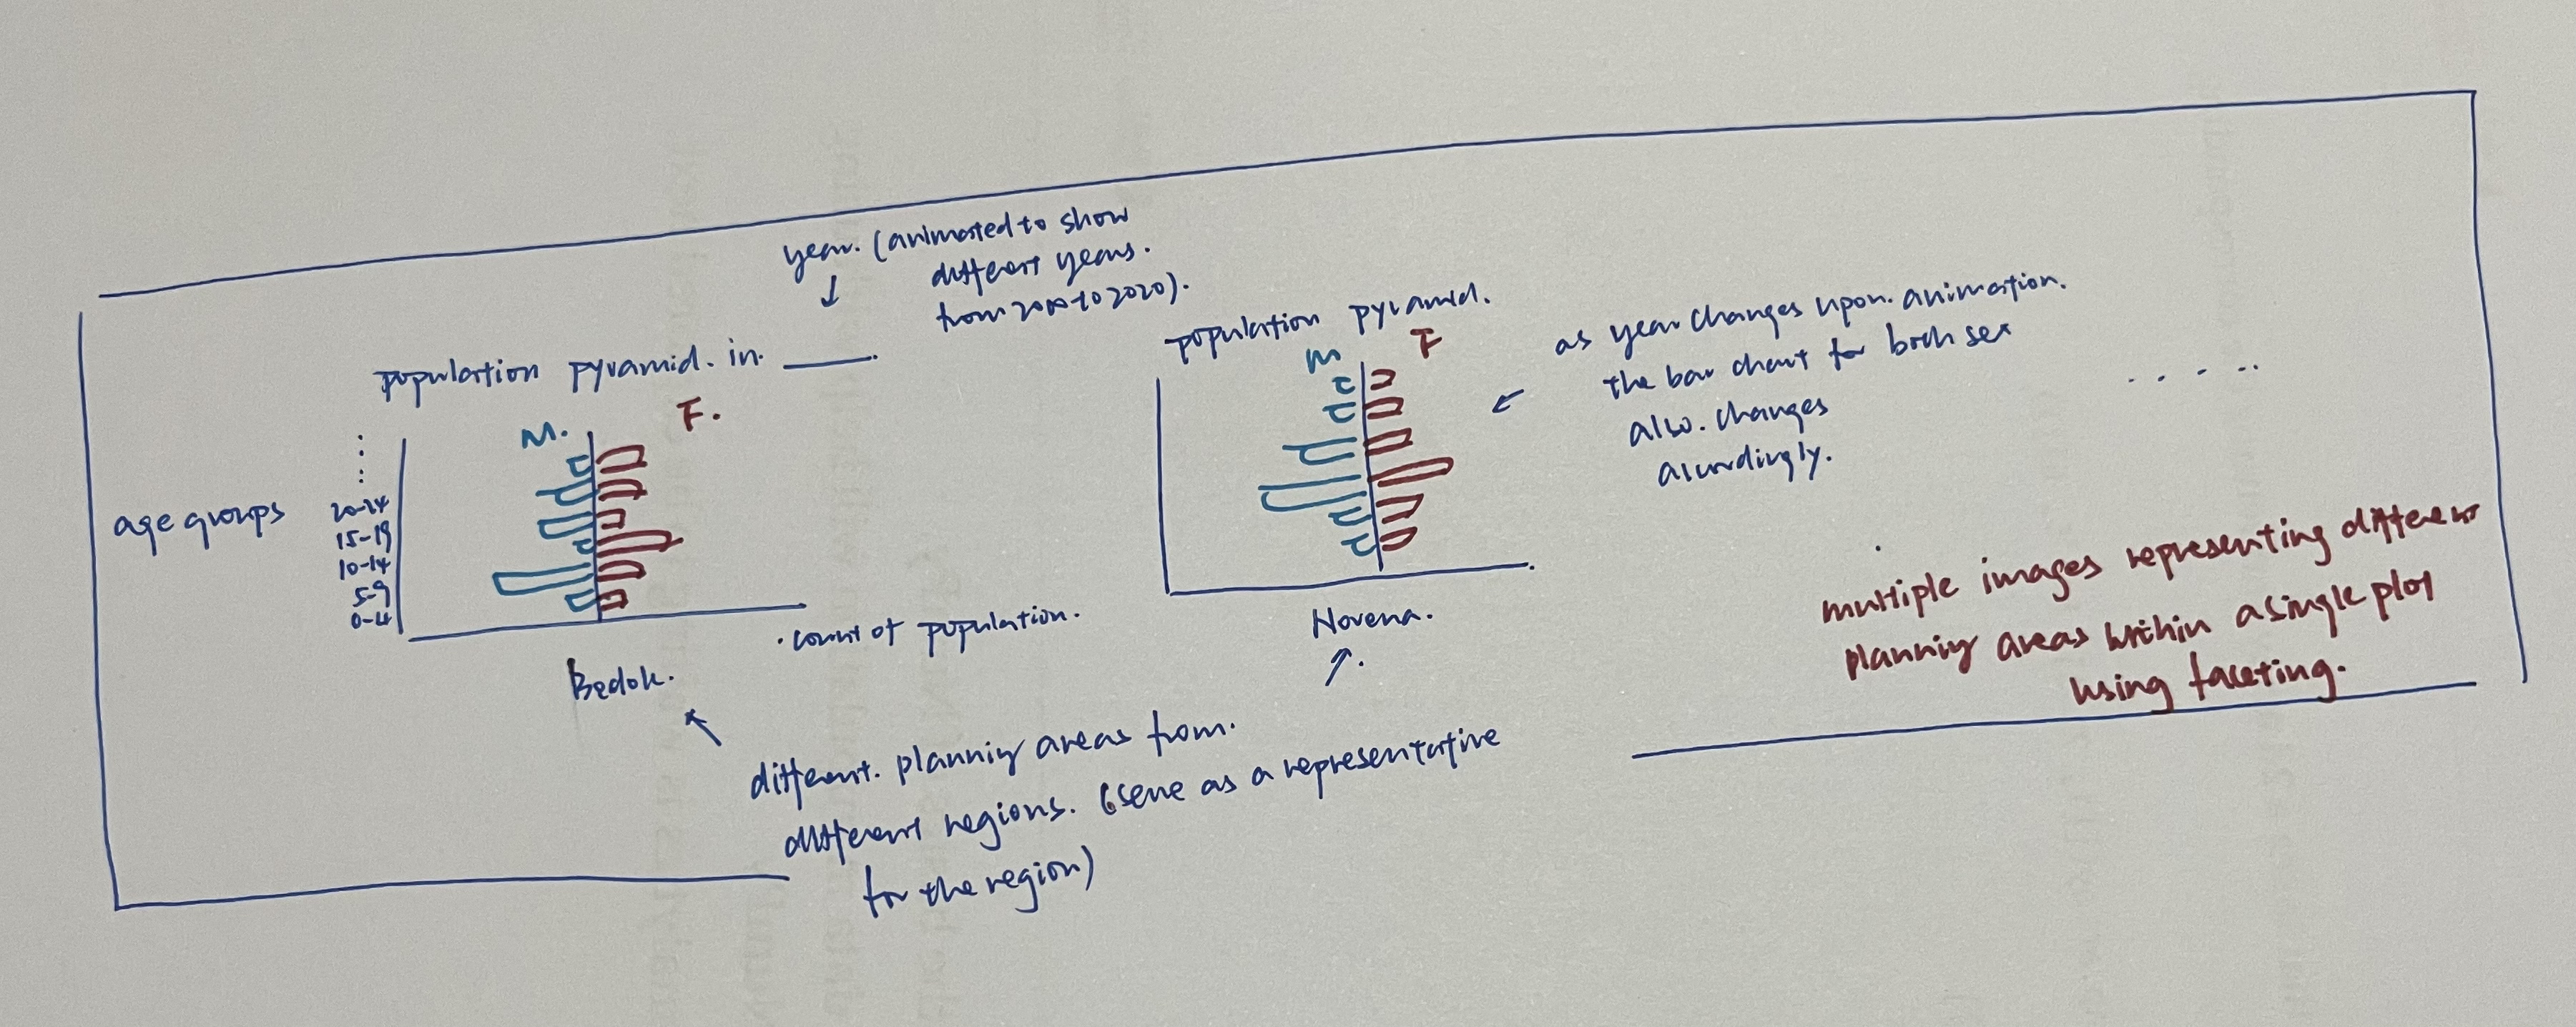 year. (animated to show
different years.
from 2000 to 2020).
population pyramid. in. ____.
M. F.
age groups
20-24
15-19
10-14
5-9
0-4
. count of population.
Bedok.
population pyramid.
M F
Novena.
as year changes upon. animation.
the bar chart for both sex
also. changes
accordingly.
. . . . .
different. planning areas from.
different regions. (serve as a representative
for the region)
multiple images representing different
planning areas within a single plot
using faceting.